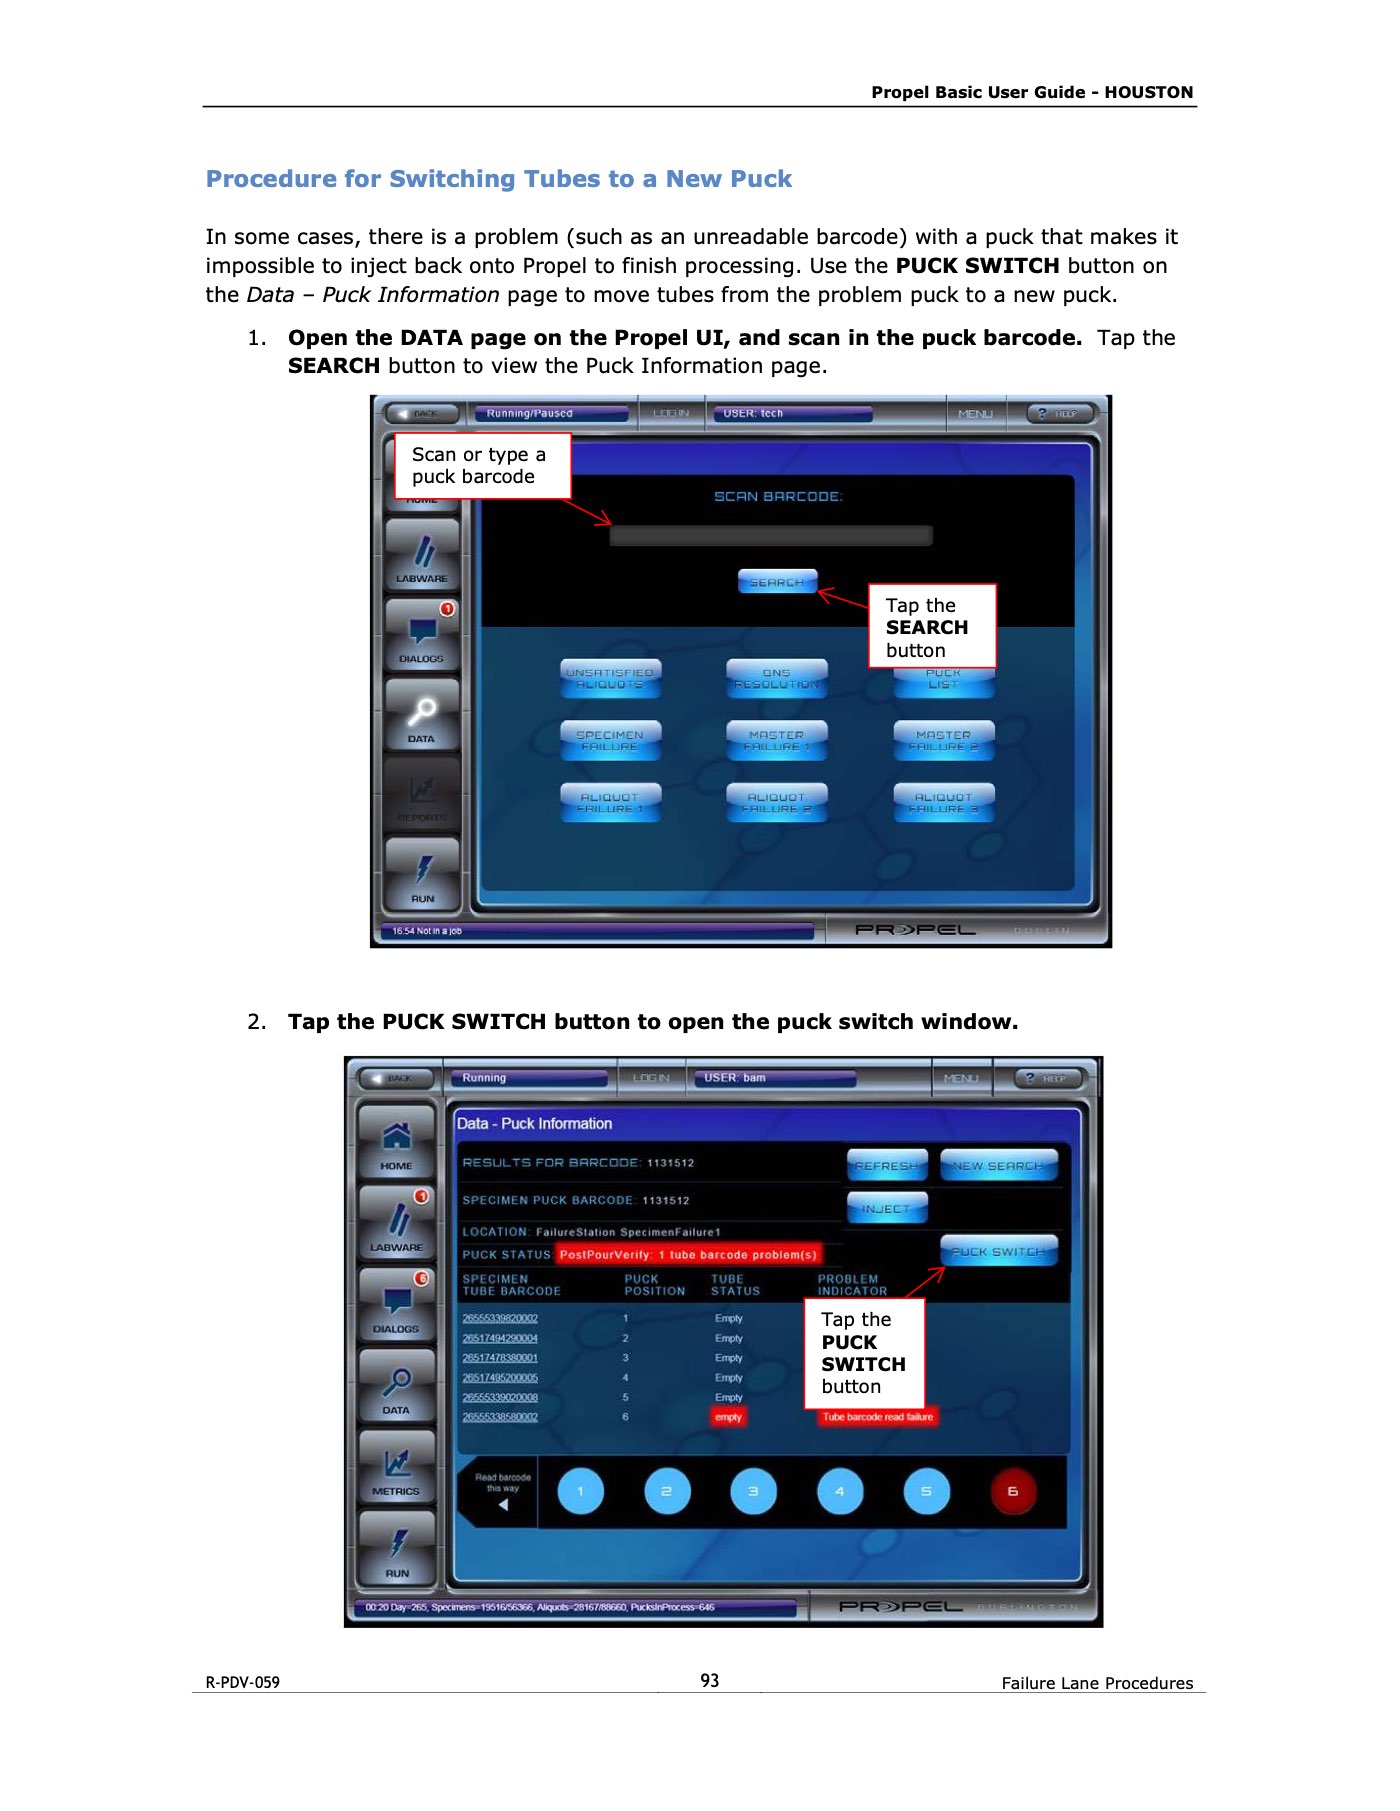 Propel Basic User Guide - HOUSTON
Procedure for Switching Tubes to a New Puck
In some cases, there is a problem (such as an unreadable barcode) with a puck that makes it
impossible to inject back onto Propel to finish processing. Use the PUCK SWITCH button on
the Data – Puck Information page to move tubes from the problem puck to a new puck.
1. Open the DATA page on the Propel UI, and scan in the puck barcode. Tap the
SEARCH button to view the Puck Information page.
BACK Running/Paused LOG IN USER: tech MENU ? HELP
Scan or type a
puck barcode
HOME
SCAN BARCODE:
LABWARE
SEARCH
Tap the
SEARCH
button
1
DIALOGS
UNSATISFIED
ALIQUOTS
QNS
RESOLUTION
PUCK
LIST
DATA
SPECIMEN
FAILURE
MASTER
FAILURE 1
MASTER
FAILURE 2
REPORTS
ALIQUOT
FAILURE 1
ALIQUOT
FAILURE 2
ALIQUOT
FAILURE 3
RUN
16:54 Not in a job
PROPEL DUBLIN
2. Tap the PUCK SWITCH button to open the puck switch window.
BACK Running LOG IN USER: bam MENU ? HELP
Data - Puck Information
HOME
RESULTS FOR BARCODE: 1131512
REFRESH NEW SEARCH
SPECIMEN PUCK BARCODE: 1131512
INJECT
1
LABWARE
LOCATION: FailureStation SpecimenFailure1
PUCK STATUS: PostPourVerify: 1 tube barcode problem(s)
PUCK SWITCH
SPECIMEN
TUBE BARCODE
PUCK
POSITION
TUBE
STATUS
PROBLEM
INDICATOR
6
DIALOGS
26555339820002 1 Empty
26517494290004 2 Empty
26517478380001 3 Empty
26517495200005 4 Empty
26555339020008 5 Empty
26555338580002 6 empty Tube barcode read failure
Tap the
PUCK
SWITCH
button
DATA
METRICS
Read barcode
this way
1 2 3 4 5 6
RUN
00:20 Day=265, Specimens=19516/56366, Aliquots=28167/88660, PucksInProcess=646
PROPEL BURLINGTON
R-PDV-059 93 Failure Lane Procedures